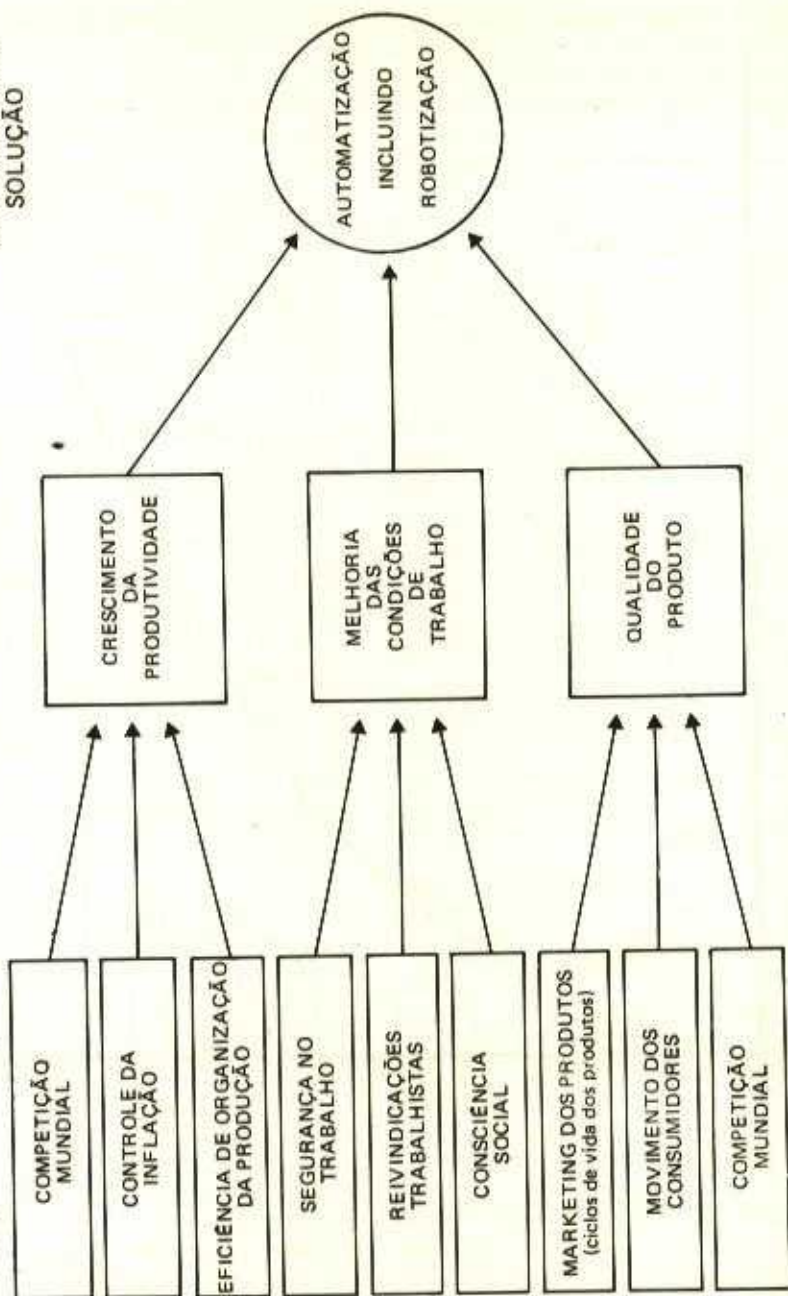 SOLUÇÃO
COMPETIÇÃO
MUNDIAL
CONTROLE DA
INFLAÇÃO
EFICIÊNCIA DE ORGANIZAÇÃO
DA PRODUÇÃO
SEGURANÇA NO
TRABALHO
REIVINDICAÇÕES
TRABALHISTAS
CONSCIÊNCIA
SOCIAL
MARKETING DOS PRODUTOS
(ciclos de vida dos produtos)
MOVIMENTO DOS
CONSUMIDORES
COMPETIÇÃO
MUNDIAL
CRESCIMENTO
DA
PRODUTIVIDADE
MELHORIA
DAS
CONDIÇÕES
DE
TRABALHO
QUALIDADE
DO
PRODUTO
AUTOMATIZAÇÃO
INCLUINDO
ROBOTIZAÇÃO